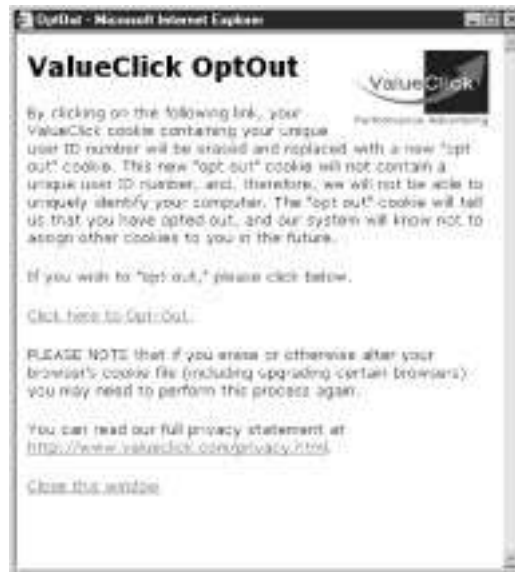 OptOut - Microsoft Internet Explorer
ValueClick OptOut
ValueClick
Performance Advertising
By clicking on the following link, your
ValueClick cookie containing your unique
user ID number will be erased and replaced with a new "opt
out" cookie. This new "opt out" cookie will not contain a
unique user ID number, and, therefore, we will not be able to
uniquely identify your computer. The "opt out" cookie will tell
us that you have opted out, and our system will know not to
assign other cookies to you in the future.
If you wish to "opt out," please click below.
Click here to Opt-Out.
PLEASE NOTE that if you erase or otherwise alter your
browser's cookie file (including upgrading certain browsers)
you may need to perform this process again.
You can read our full privacy statement at
http://www.valueclick.com/privacy.html
Close this window